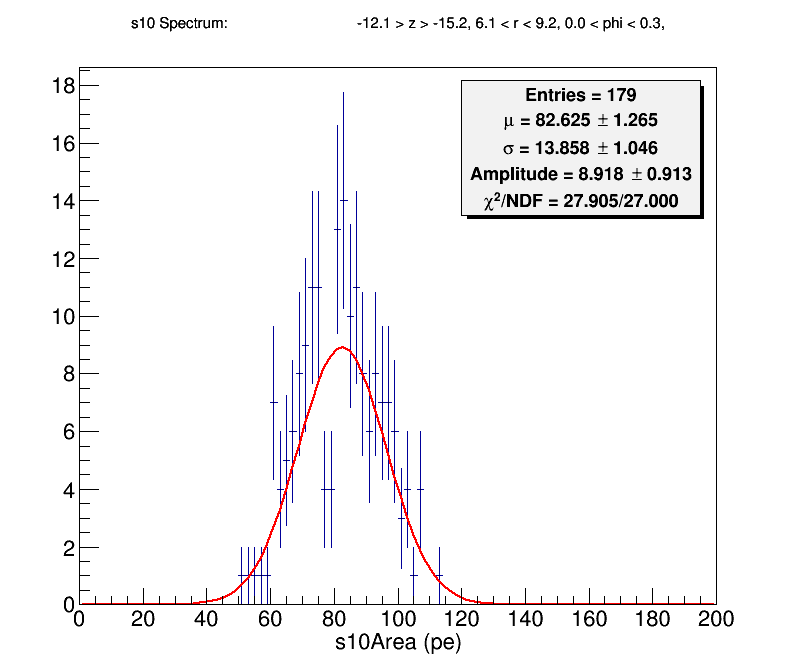 s10 Spectrum: -12.1 > z > -15.2, 6.1 < r < 9.2, 0.0 < phi < 0.3,
Entries = 179
μ = 82.625 ± 1.265
σ = 13.858 ± 1.046
Amplitude = 8.918 ± 0.913
χ²/NDF = 27.905/27.000
18
16
14
12
10
8
6
4
2
0
0 20 40 60 80 100 120 140 160 180 200
s10Area (pe)